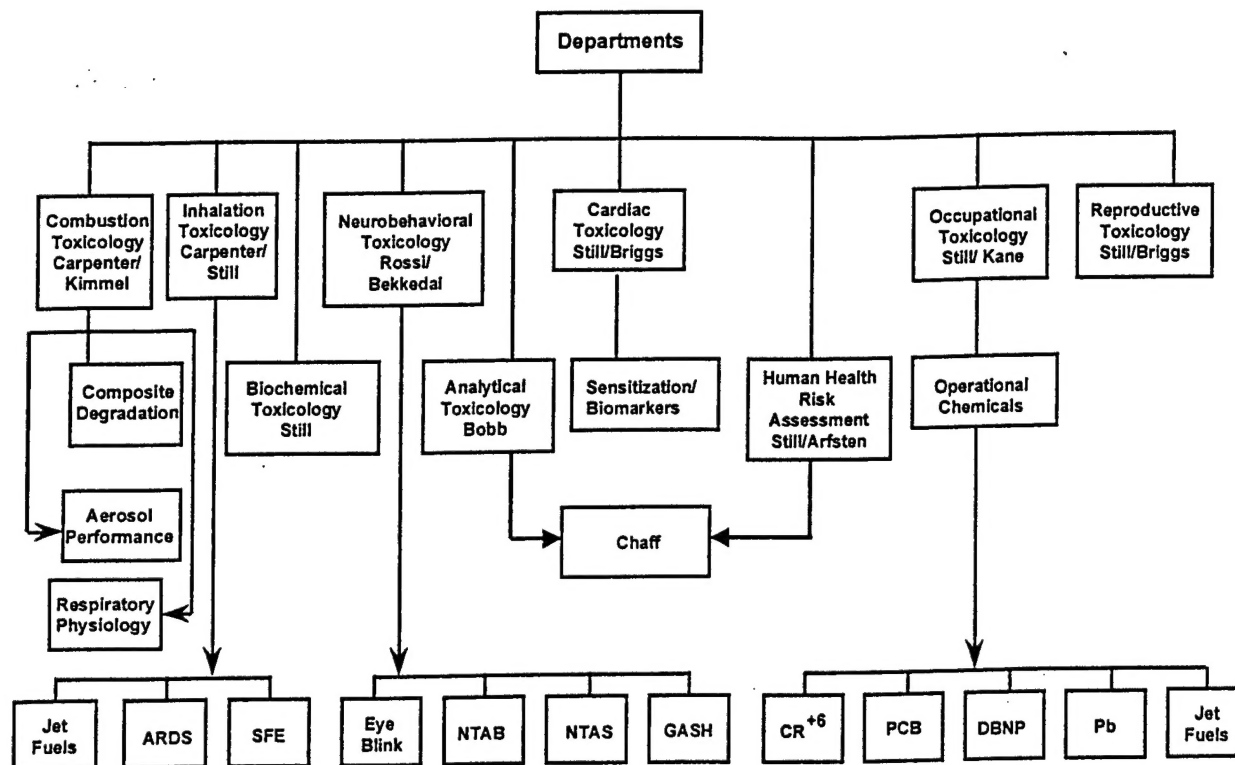 Departments
Combustion
Toxicology
Carpenter/
Kimmel
Inhalation
Toxicology
Carpenter/
Still
Neurobehavioral
Toxicology
Rossi/
Bekkedal
Cardiac
Toxicology
Still/Briggs
Occupational
Toxicology
Still/ Kane
Reproductive
Toxicology
Still/Briggs
Composite
Degradation
Biochemical
Toxicology
Still
Analytical
Toxicology
Bobb
Sensitization/
Biomarkers
Human Health
Risk
Assessment
Still/Arfsten
Operational
Chemicals
Aerosol
Performance
Chaff
Respiratory
Physiology
Jet
Fuels
ARDS
SFE
Eye
Blink
NTAB
NTAS
GASH
CR+6
PCB
DBNP
Pb
Jet
Fuels